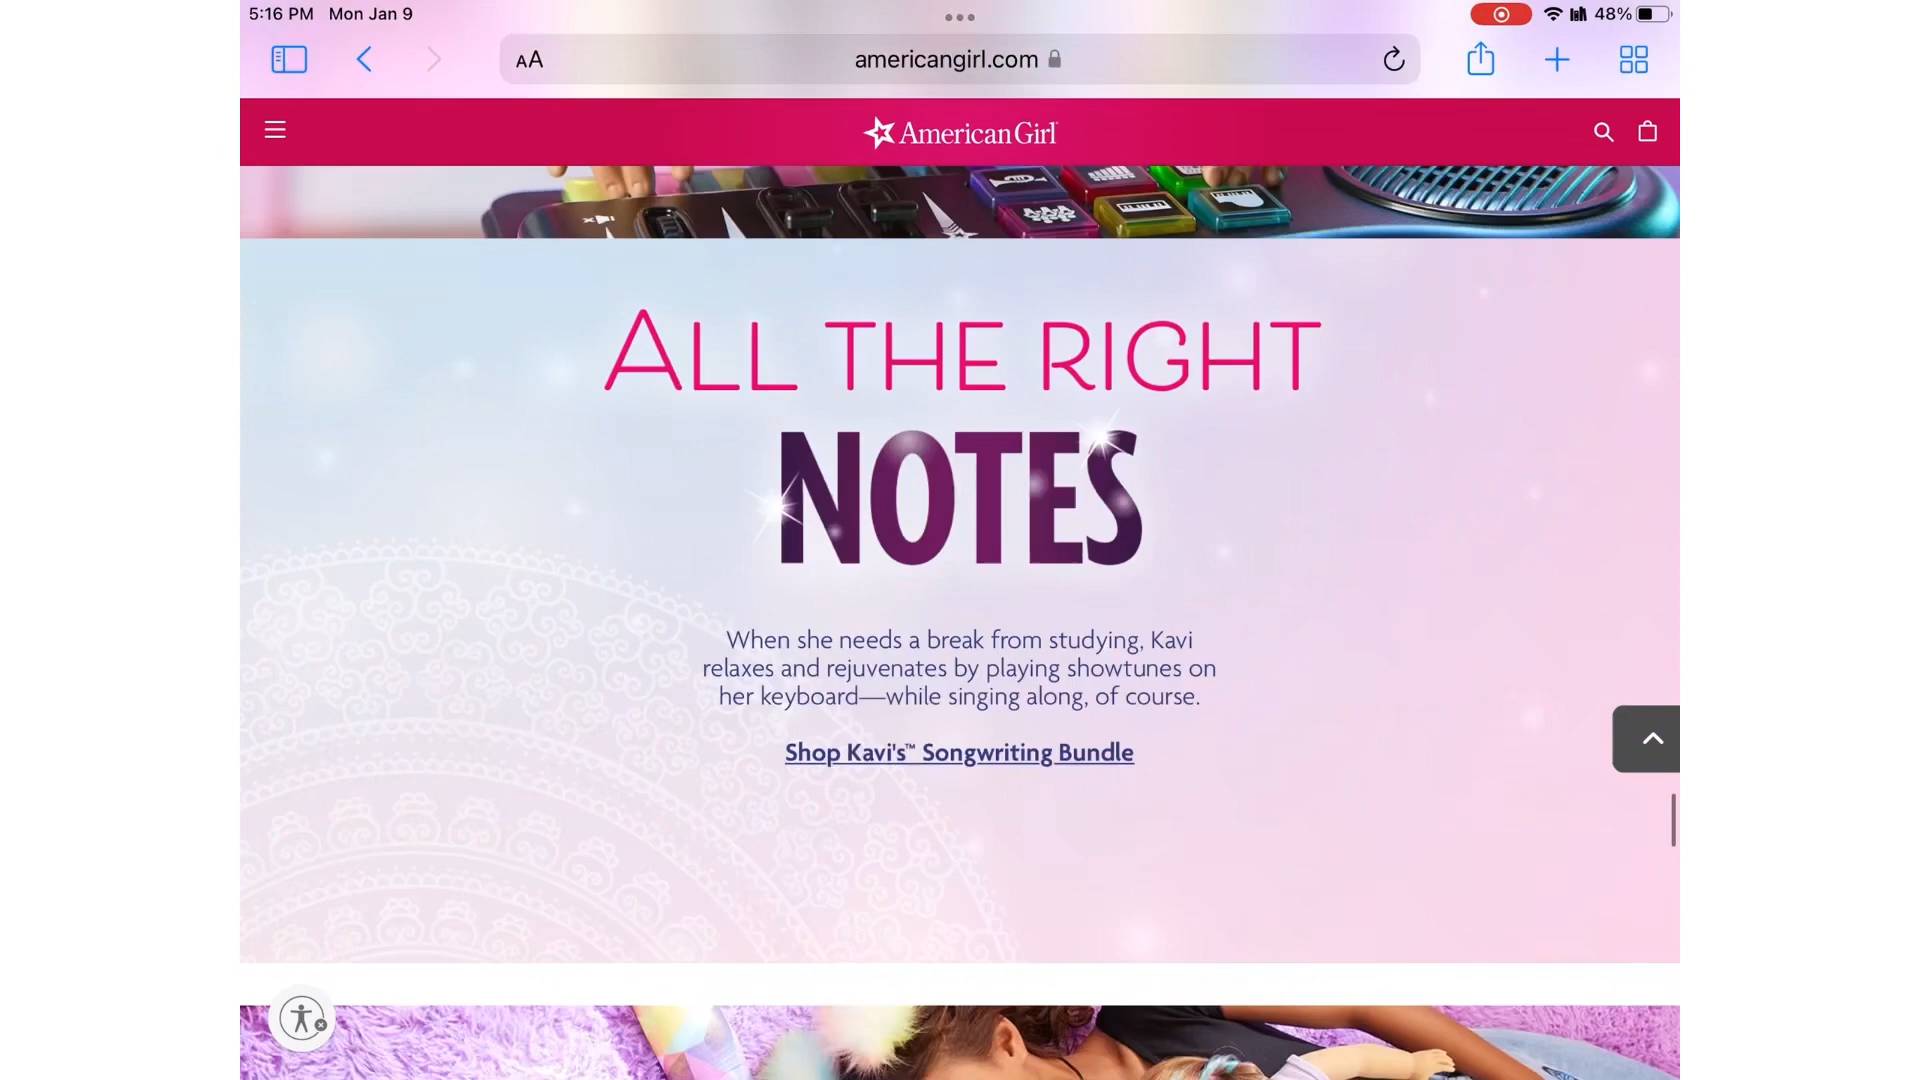 5:16 PM Mon Jan 9
48%
AA
americangirl.com
American Girl
ALL THE RIGHT
NOTES
When she needs a break from studying, Kavi
relaxes and rejuvenates by playing showtunes on
her keyboard—while singing along, of course.
Shop Kavi's™ Songwriting Bundle